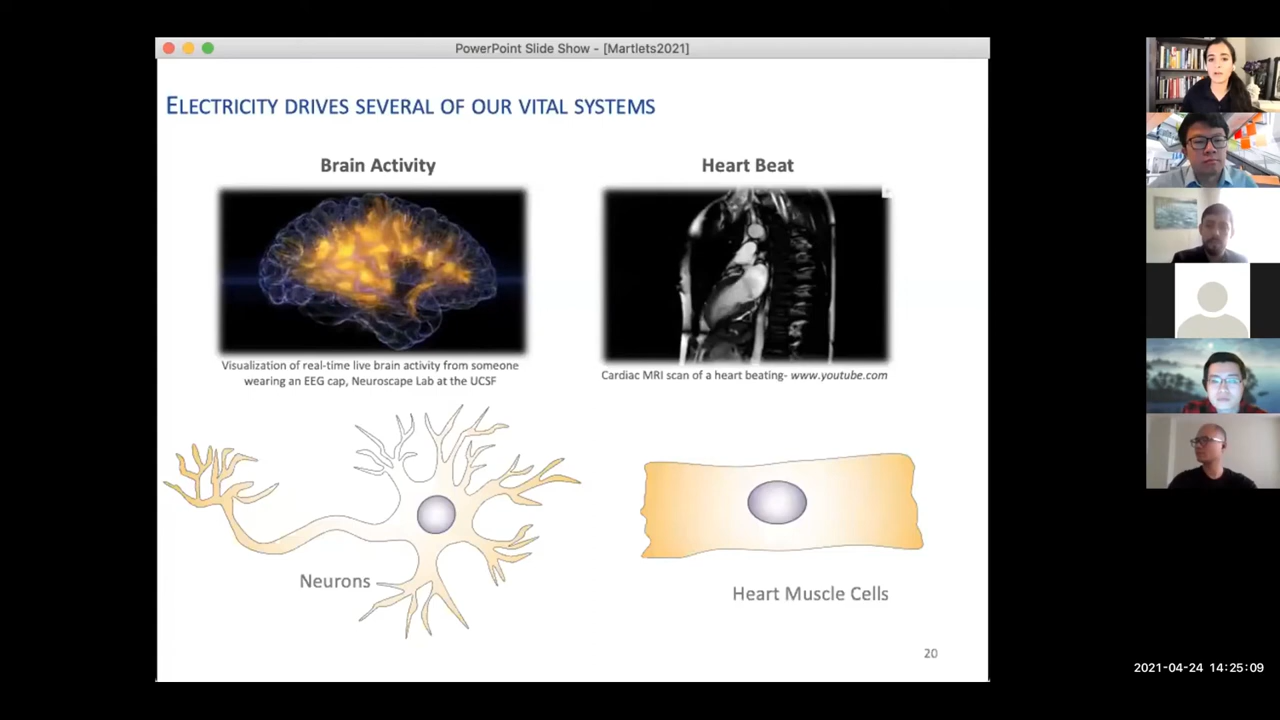 PowerPoint Slide Show - [Martlets2021]
ELECTRICITY DRIVES SEVERAL OF OUR VITAL SYSTEMS
Brain Activity
Heart Beat
Visualization of real-time live brain activity from someone
wearing an EEG cap, Neuroscape Lab at the UCSF
Cardiac MRI scan of a heart beating- www.youtube.com
Neurons
Heart Muscle Cells
20
2021-04-24 14:25:09